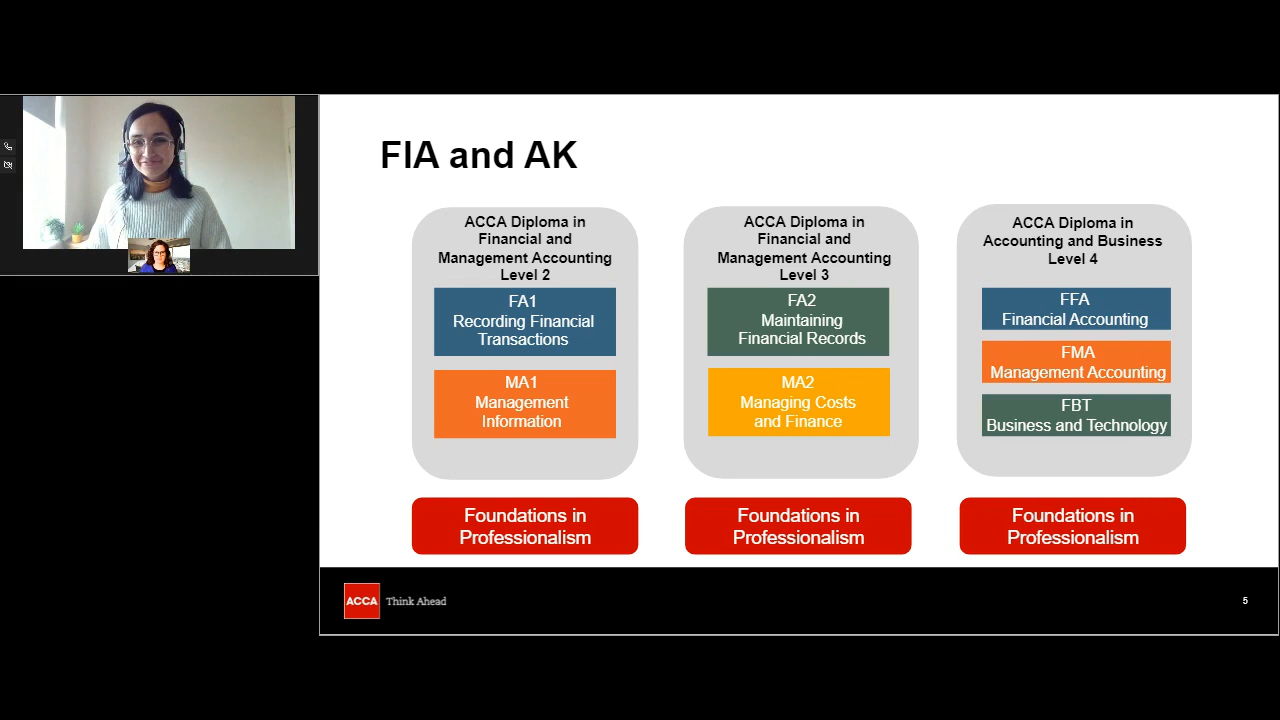 FIA and AK
ACCA Diploma in
Financial and
Management Accounting
Level 2
FA1
Recording Financial
Transactions
MA1
Management
Information
Foundations in
Professionalism
ACCA Diploma in
Financial and
Management Accounting
Level 3
FA2
Maintaining
Financial Records
MA2
Managing Costs
and Finance
Foundations in
Professionalism
ACCA Diploma in
Accounting and Business
Level 4
FFA
Financial Accounting
FMA
Management Accounting
FBT
Business and Technology
Foundations in
Professionalism
ACCA Think Ahead
5